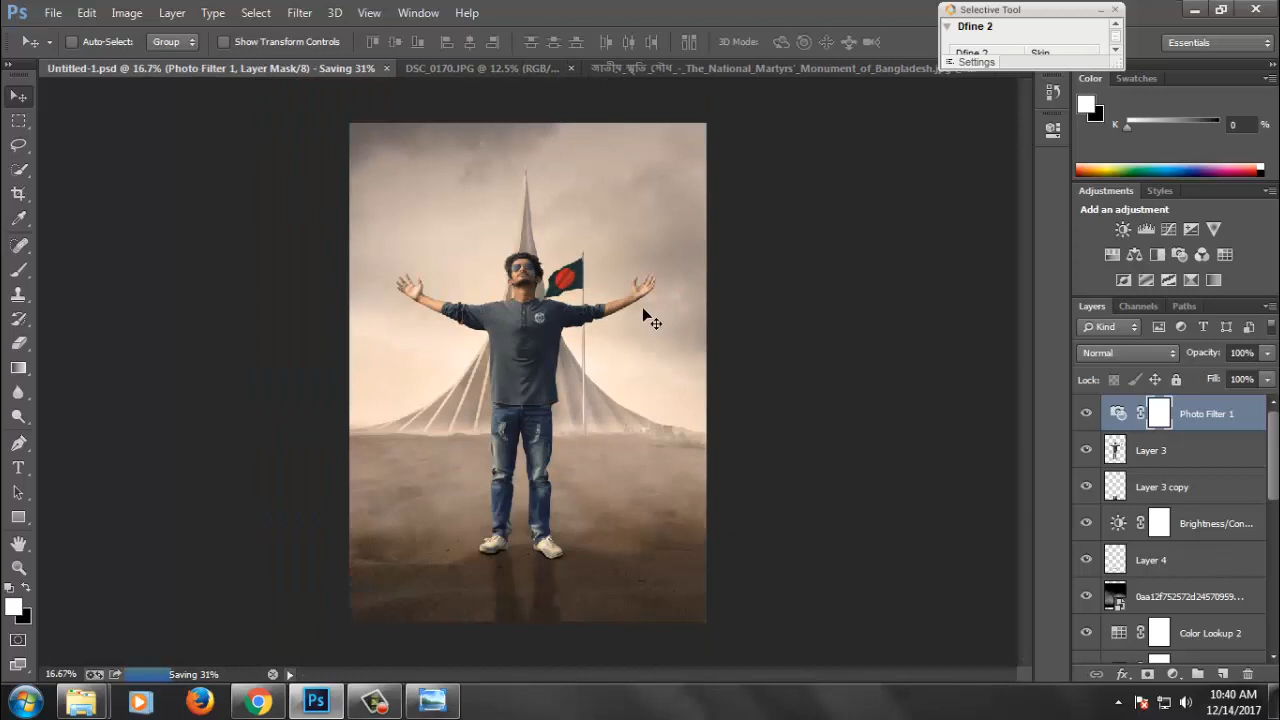 Ps File Edit Image Layer Type Select Filter 3D View Window Help
Selective Tool
Dfine 2
Dfine 2 Skin
Settings
Auto-Select: Group Show Transform Controls 3D Mode: Essentials
Untitled-1.psd @ 16.7% (Photo Filter 1, Layer Mask/8) - Saving 31% × _0170.JPG @ 12.5% (RGB/... × জাতীয়_স্মৃতি_সৌধ_-_The_National_Martyrs'_Monument_of_Bangladesh.jpg
Color Swatches
K 0 %
Adjustments Styles
Add an adjustment
Layers Channels Paths
Kind
Normal Opacity: 100%
Lock: Fill: 100%
Photo Filter 1
Layer 3
Layer 3 copy
Brightness/Con...
Layer 4
0aa12f752572d24570959...
Color Lookup 2
16.67% Saving 31%
Ps
10:40 AM
12/14/2017